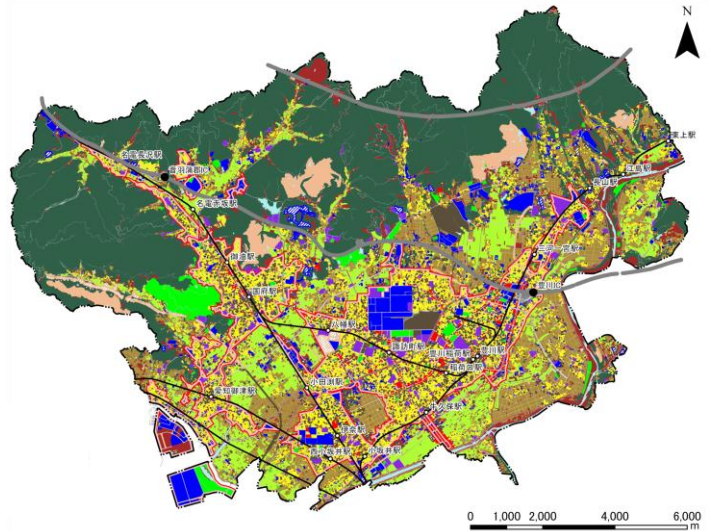 N
東上駅
江島駅
長山駅
名電長沢駅
音羽蒲郡IC
名電赤坂駅
三河一宮駅
御油駅
国府駅
豊川IC
八幡駅
諏訪町駅
豊川稲荷駅
豊川駅
稲荷口駅
小田渕駅
愛知御津駅
牛久保駅
伊奈駅
西小坂井駅
小坂井駅
0 1,000 2,000 4,000 6,000
m